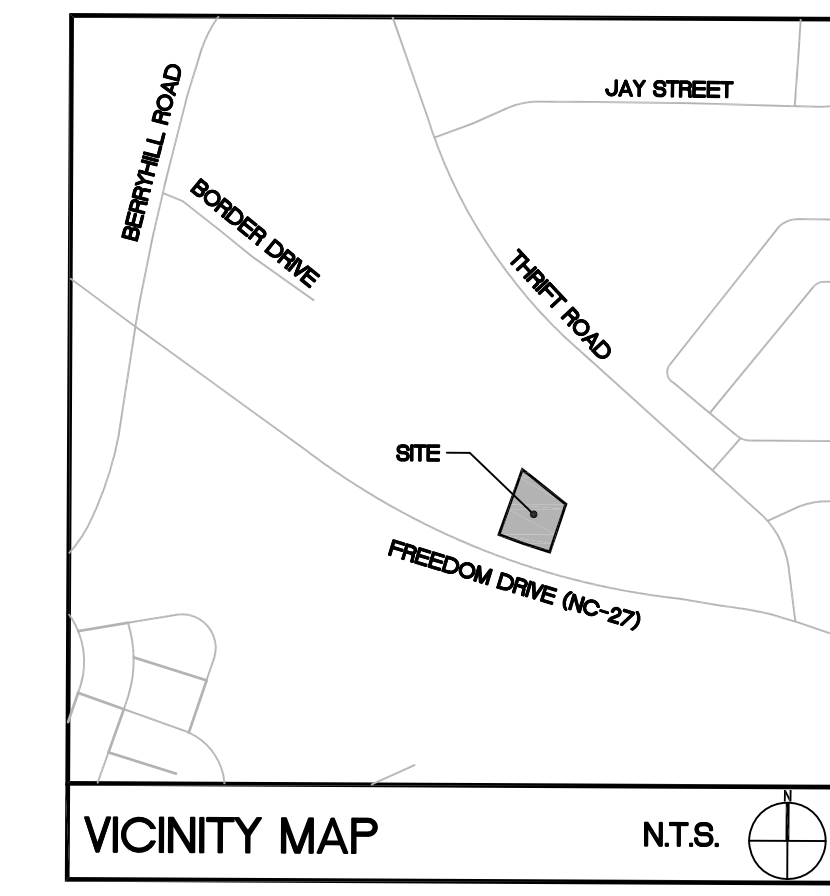 JAY STREET
BERRYHILL ROAD
BORDER DRIVE
THRIFT ROAD
SITE
FREEDOM DRIVE (NC-27)
VICINITY MAP
N.T.S.
N